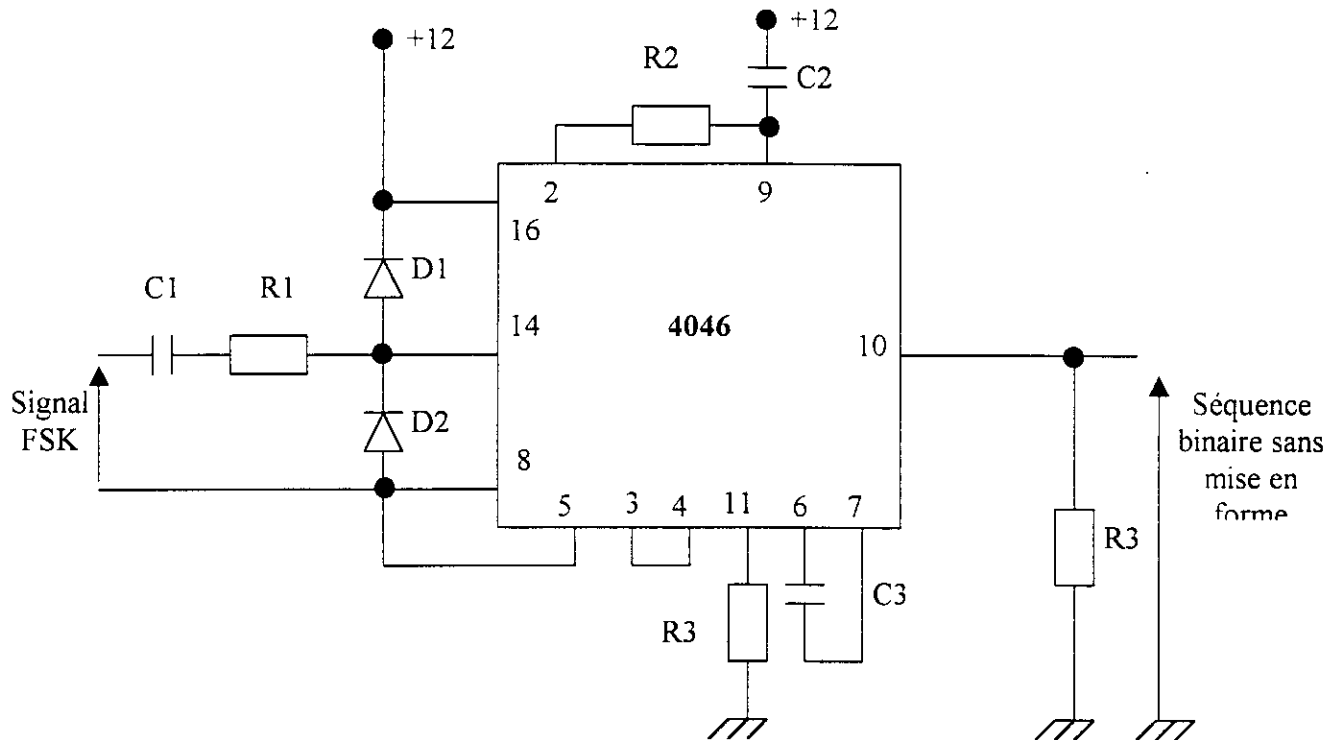 +12
+12
R2
C2
2
9
16
D1
C1
R1
14
4046
10
Signal
FSK
D2
8
Séquence
binaire sans
mise en
forme
5
3
4
11
6
7
R3
C3
R3